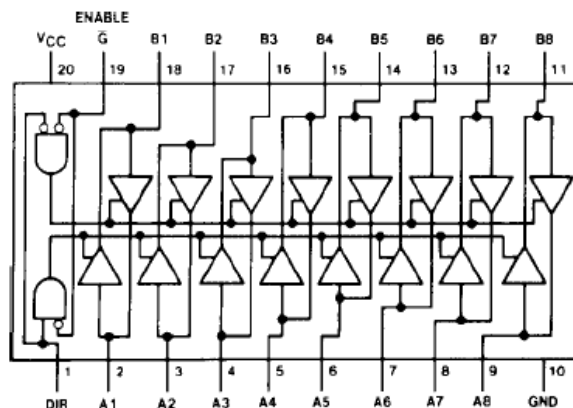 ENABLE
VCC G̅ B1 B2 B3 B4 B5 B6 B7 B8
20 19 18 17 16 15 14 13 12 11
1 2 3 4 5 6 7 8 9 10
DIR A1 A2 A3 A4 A5 A6 A7 A8 GND